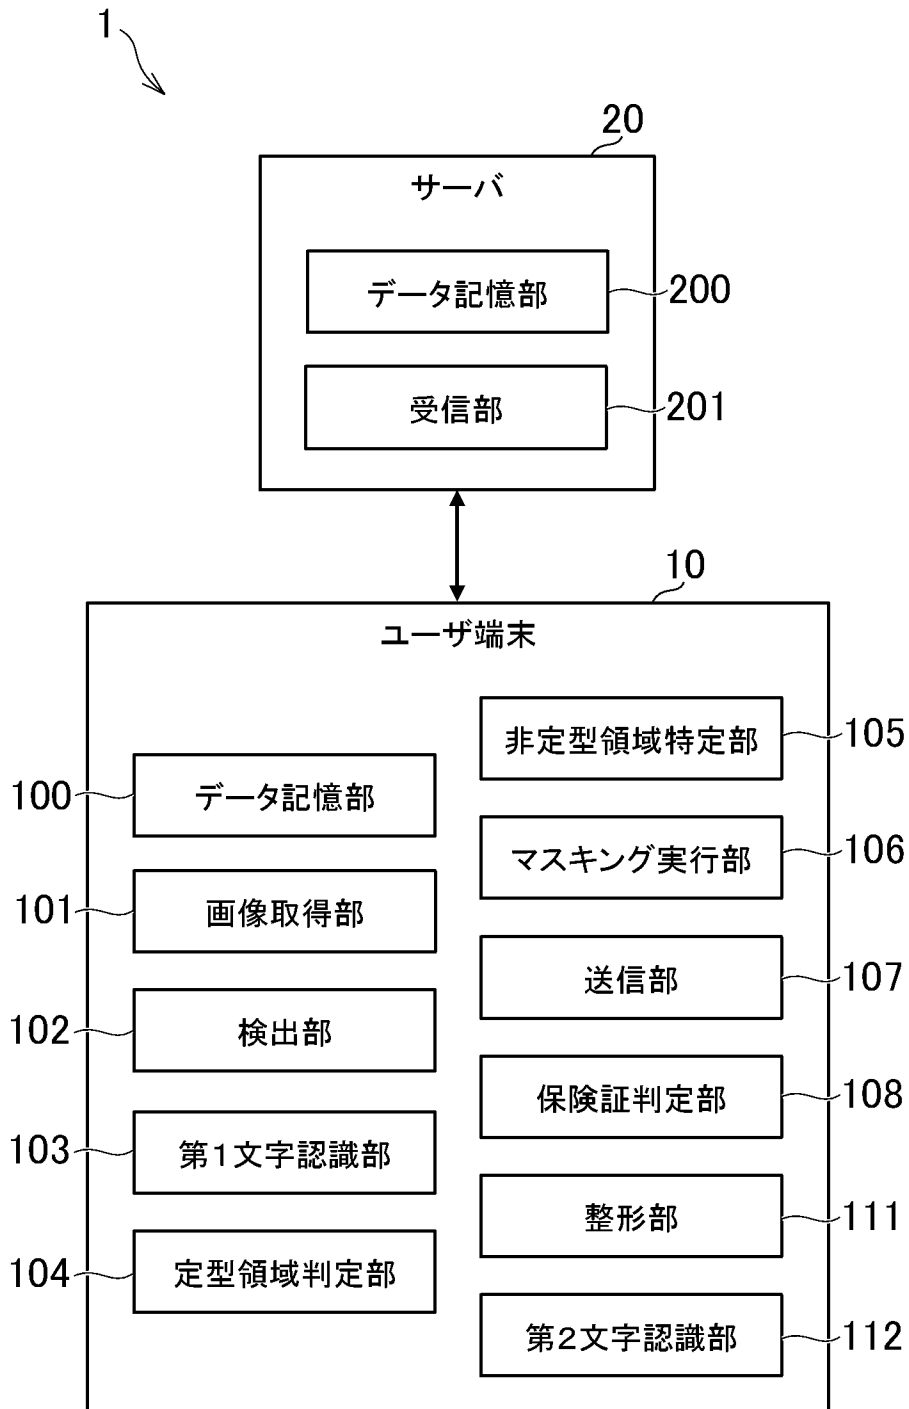 1
20
サーバ
データ記憶部
200
受信部
201
10
ユーザ端末
100
データ記憶部
101
画像取得部
102
検出部
103
第1文字認識部
104
定型領域判定部
非定型領域特定部
105
マスキング実行部
106
送信部
107
保険証判定部
108
整形部
111
第2文字認識部
112